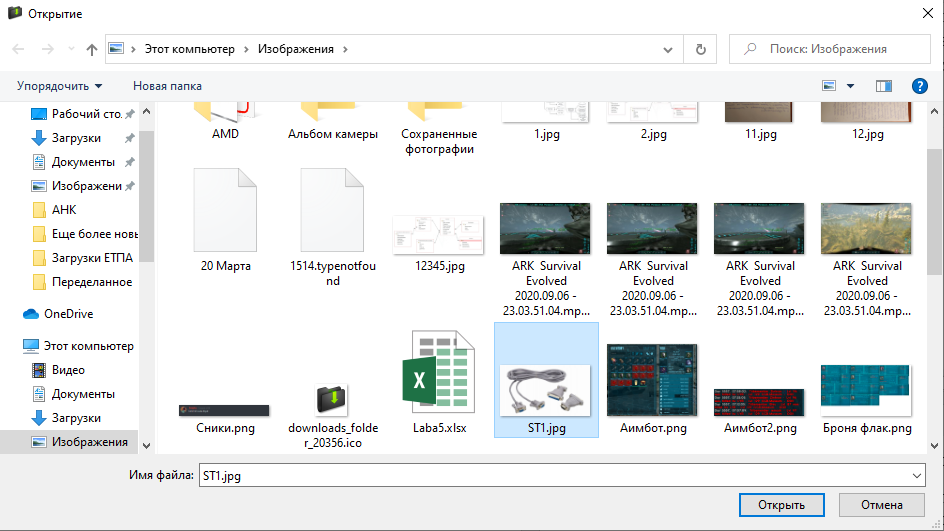 Открытие
Этот компьютер
Изображения
Поиск: Изображения
Упорядочить
Новая папка
Рабочий сто.
Загрузки
Документы
Изображени
АНК
Еще более новь
Загрузки ЕТПА
Переделанное
OneDrive
Этот компьютер
Видео
Документы
Загрузки
Изображения
AMD
Альбом камеры
Сохраненные
фотографии
1.jpg
2.jpg
11.jpg
12.jpg
20 Марта
1514.typenotfou
nd
12345.jpg
ARK Survival
Evolved
2020.09.06 -
23.03.51.04.mp...
ARK Survival
Evolved
2020.09.06 -
23.03.51.04.mp...
ARK Survival
Evolved
2020.09.06 -
23.03.51.04.mp...
ARK Survival
Evolved
2020.09.06 -
23.03.51.04.mp...
Сники.png
downloads_folde
r_20356.ico
X
Laba5.xlsx
ST1.jpg
Аимбот.png
Аимбот2.png
Броня флак.png
Имя файла:
ST1.jpg
Открыть
Отмена